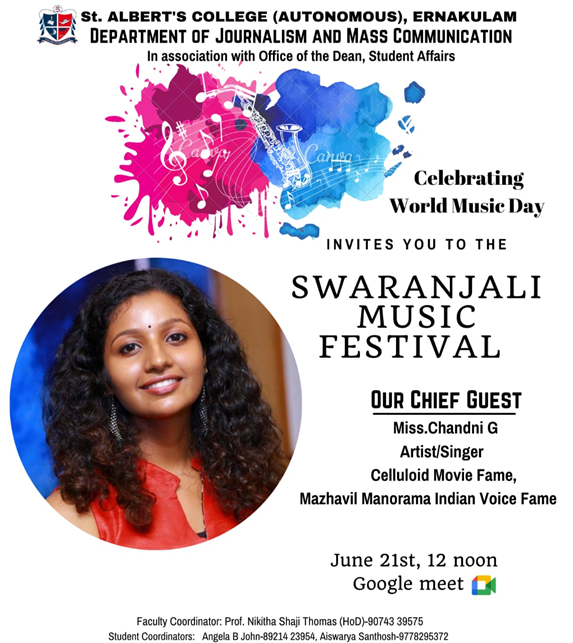 St. ALBERT'S COLLEGE (AUTONOMOUS), ERNAKULAM
DEPARTMENT OF JOURNALISM AND MASS COMMUNICATION
In association with Office of the Dean, Student Affairs
Canva
Canva
Celebrating
World Music Day
INVITES YOU TO THE
SWARANJALI
MUSIC
FESTIVAL
OUR CHIEF GUEST
Miss.Chandni G
Artist/Singer
Celluloid Movie Fame,
Mazhavil Manorama Indian Voice Fame
June 21st, 12 noon
Google meet
Faculty Coordinator: Prof. Nikitha Shaji Thomas (HoD)-90743 39575
Student Coordinators: Angela B John-89214 23954, Aiswarya Santhosh-9778295372